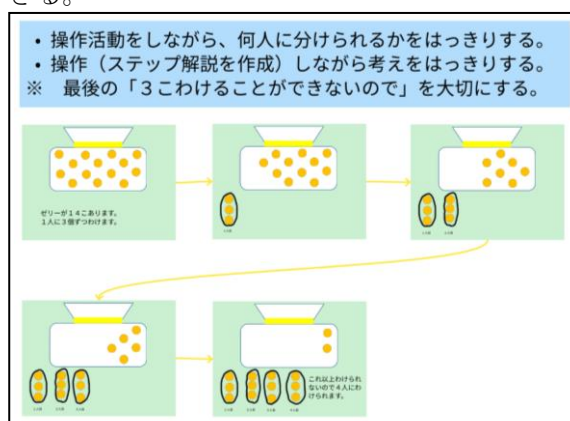 きる。
・操作活動をしながら、何人に分けられるかをはっきりする。
・操作（ステップ解説を作成）しながら考えをはっきりする。
※　最後の「３こわけることができないので」を大切にする。
ゼリーが１４こあります。
１人に３個ずつわけます。
これ以上わけられ
ないので４人にわ
けられます。